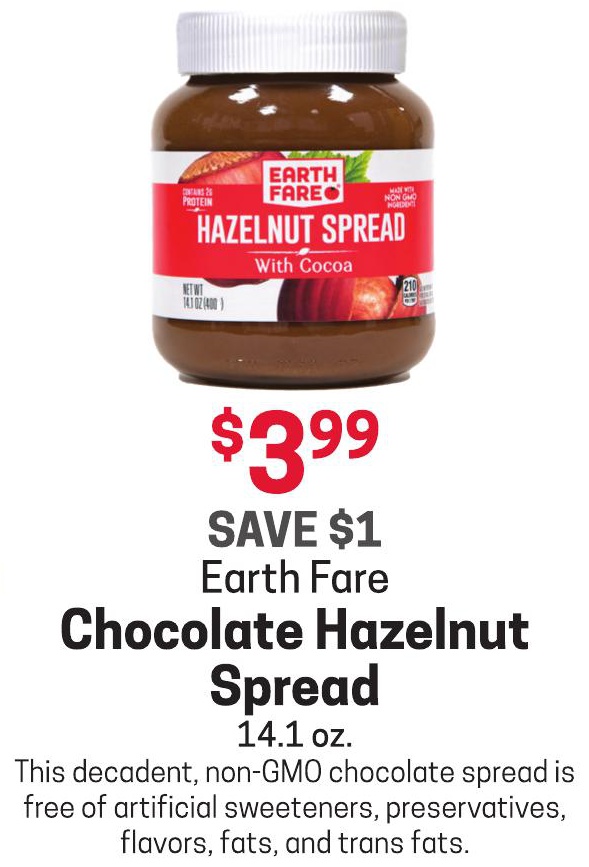 EARTH
FARE
CONTAINS 2g
PROTEIN
MADE WITH
NON GMO
INGREDIENTS
HAZELNUT SPREAD
With Cocoa
NET WT
14.1 OZ (400
210
CALORIES
$3.99
SAVE $1
Earth Fare
Chocolate Hazelnut
Spread
14.1 oz.
This decadent, non-GMO chocolate spread is
free of artificial sweeteners, preservatives,
flavors, fats, and trans fats.